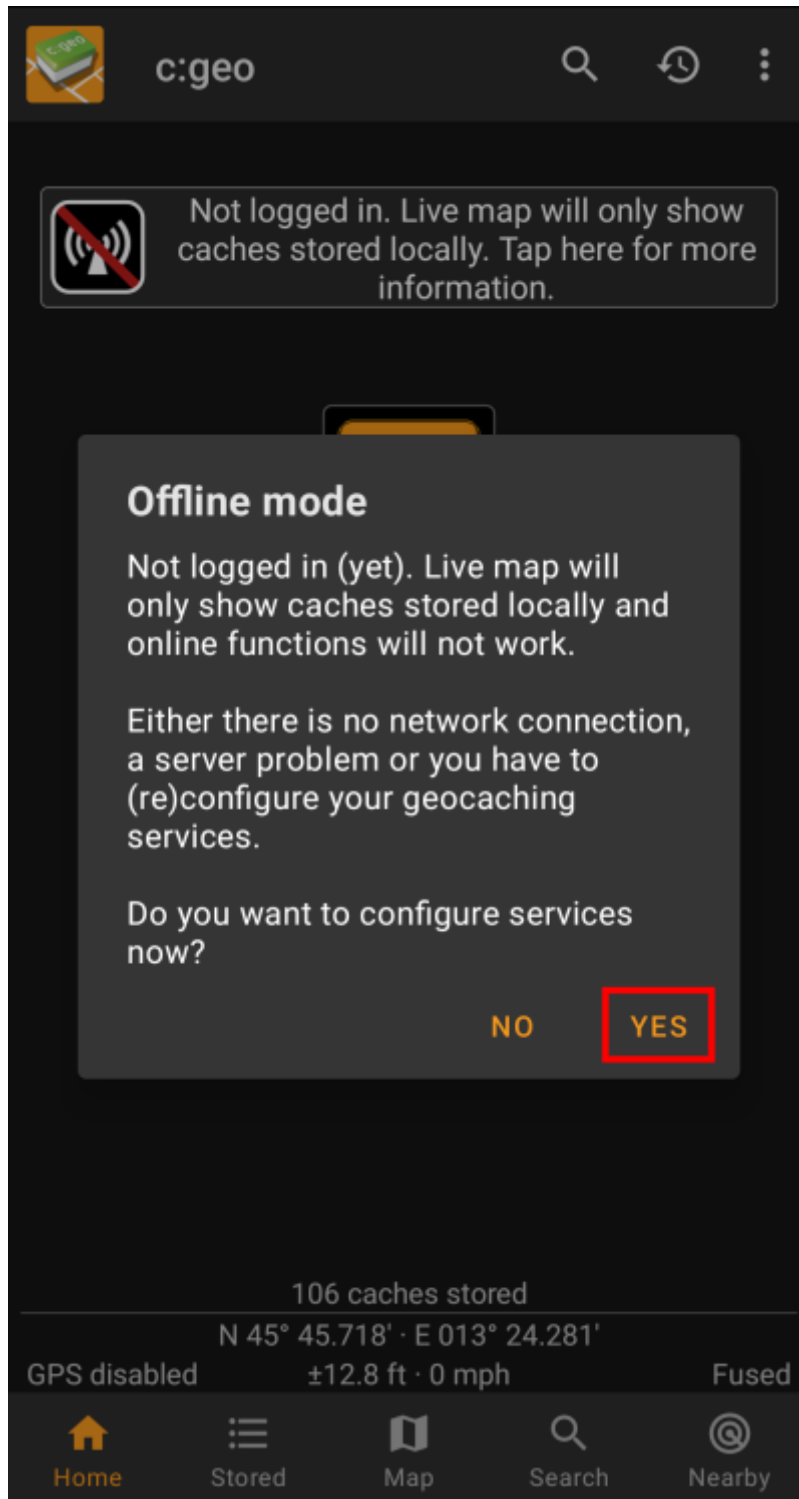 c:geo
c:geo
Not logged in. Live map will only show
caches stored locally. Tap here for more
information.
Offline mode
Not logged in (yet). Live map will
only show caches stored locally and
online functions will not work.
Either there is no network connection,
a server problem or you have to
(re)configure your geocaching
services.
Do you want to configure services
now?
NO YES
106 caches stored
N 45° 45.718' · E 013° 24.281'
GPS disabled ±12.8 ft · 0 mph Fused
Home Stored Map Search Nearby